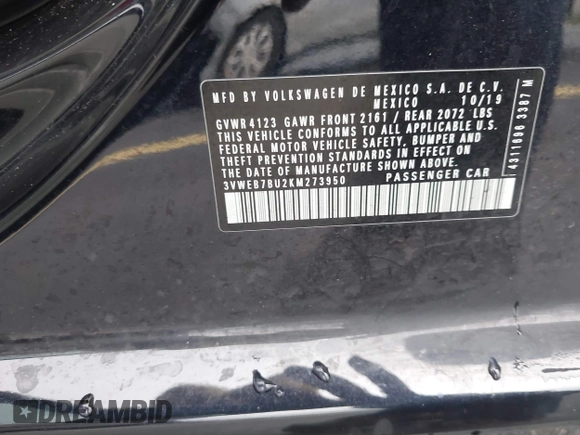 MFD BY VOLKSWAGEN DE MEXICO S.A. DE C.V.
MEXICO 10/19
GVWR 4123 GAWR FRONT 2161 / REAR 2072 LBS
THIS VEHICLE CONFORMS TO ALL APPLICABLE U.S.
FEDERAL MOTOR VEHICLE SAFETY, BUMPER AND
THEFT PREVENTION STANDARDS IN EFFECT ON
THE DATE OF MANUFACTURE SHOWN ABOVE.
3VWEB7BU2KM273950 PASSENGER CAR
4311636 3387 M
DREAMBID